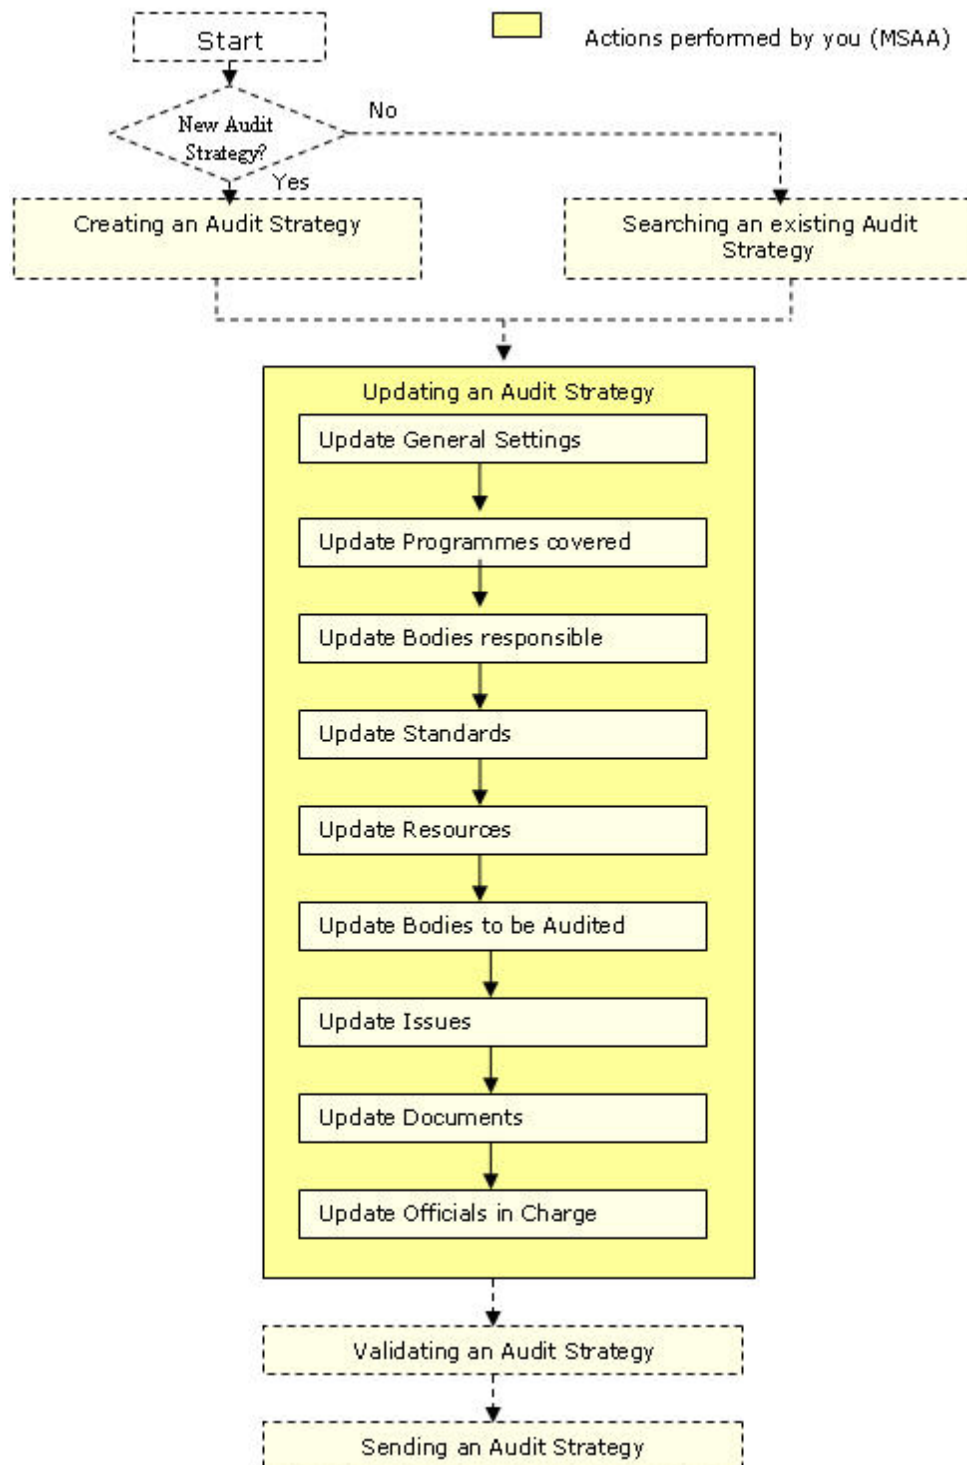 Start
Actions performed by you (MSAA)
New Audit
Strategy?
No
Yes
Creating an Audit Strategy
Searching an existing Audit
Strategy
Updating an Audit Strategy
Update General Settings
Update Programmes covered
Update Bodies responsible
Update Standards
Update Resources
Update Bodies to be Audited
Update Issues
Update Documents
Update Officials in Charge
Validating an Audit Strategy
Sending an Audit Strategy